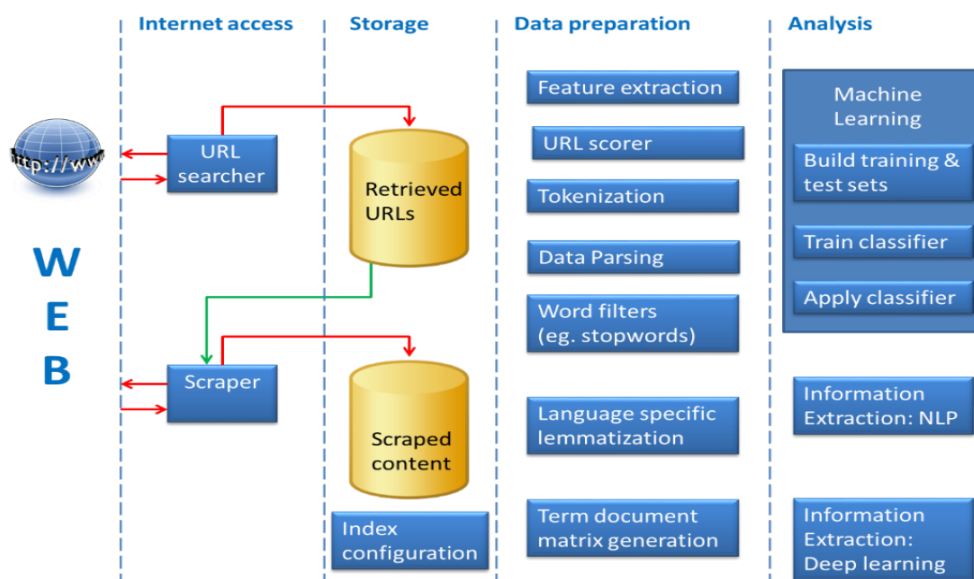 Internet access
Storage
Data preparation
Analysis
http://www
W
E
B
URL
searcher
Scraper
Retrieved
URLs
Scraped
content
Index
configuration
Feature extraction
URL scorer
Tokenization
Data Parsing
Word filters
(eg. stopwords)
Language specific
lemmatization
Term document
matrix generation
Machine
Learning
Build training &
test sets
Train classifier
Apply classifier
Information
Extraction: NLP
Information
Extraction:
Deep learning